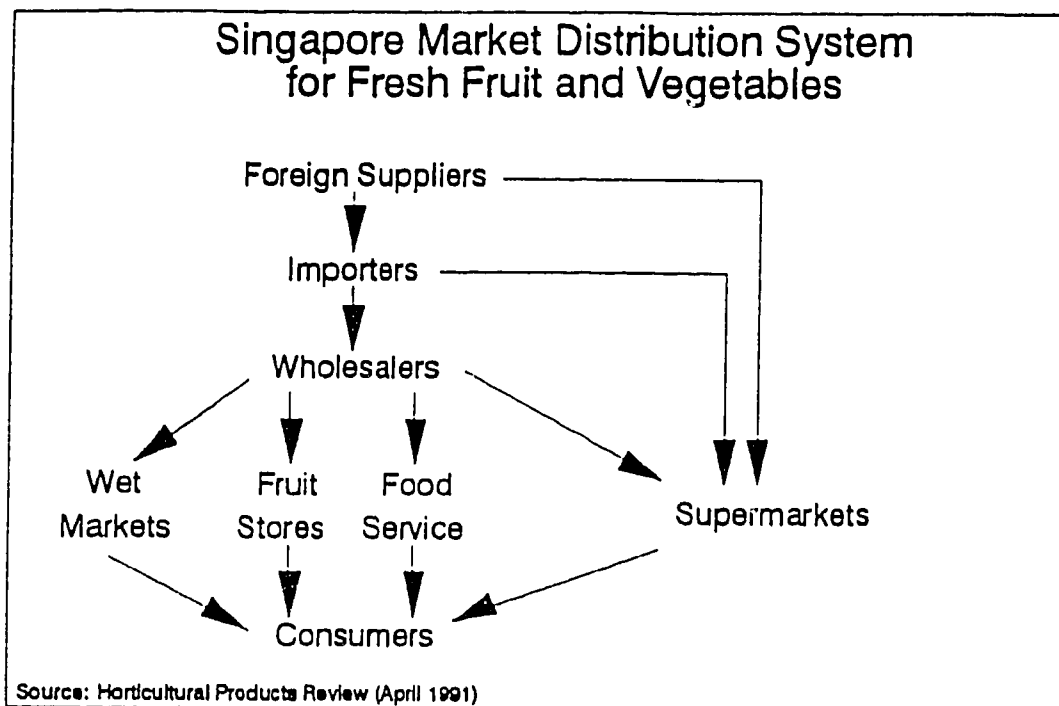 Singapore Market Distribution System
for Fresh Fruit and Vegetables
Foreign Suppliers
Importers
Wholesalers
Wet
Markets
Fruit
Stores
Food
Service
Supermarkets
Consumers
Source: Horticultural Products Review (April 1991)